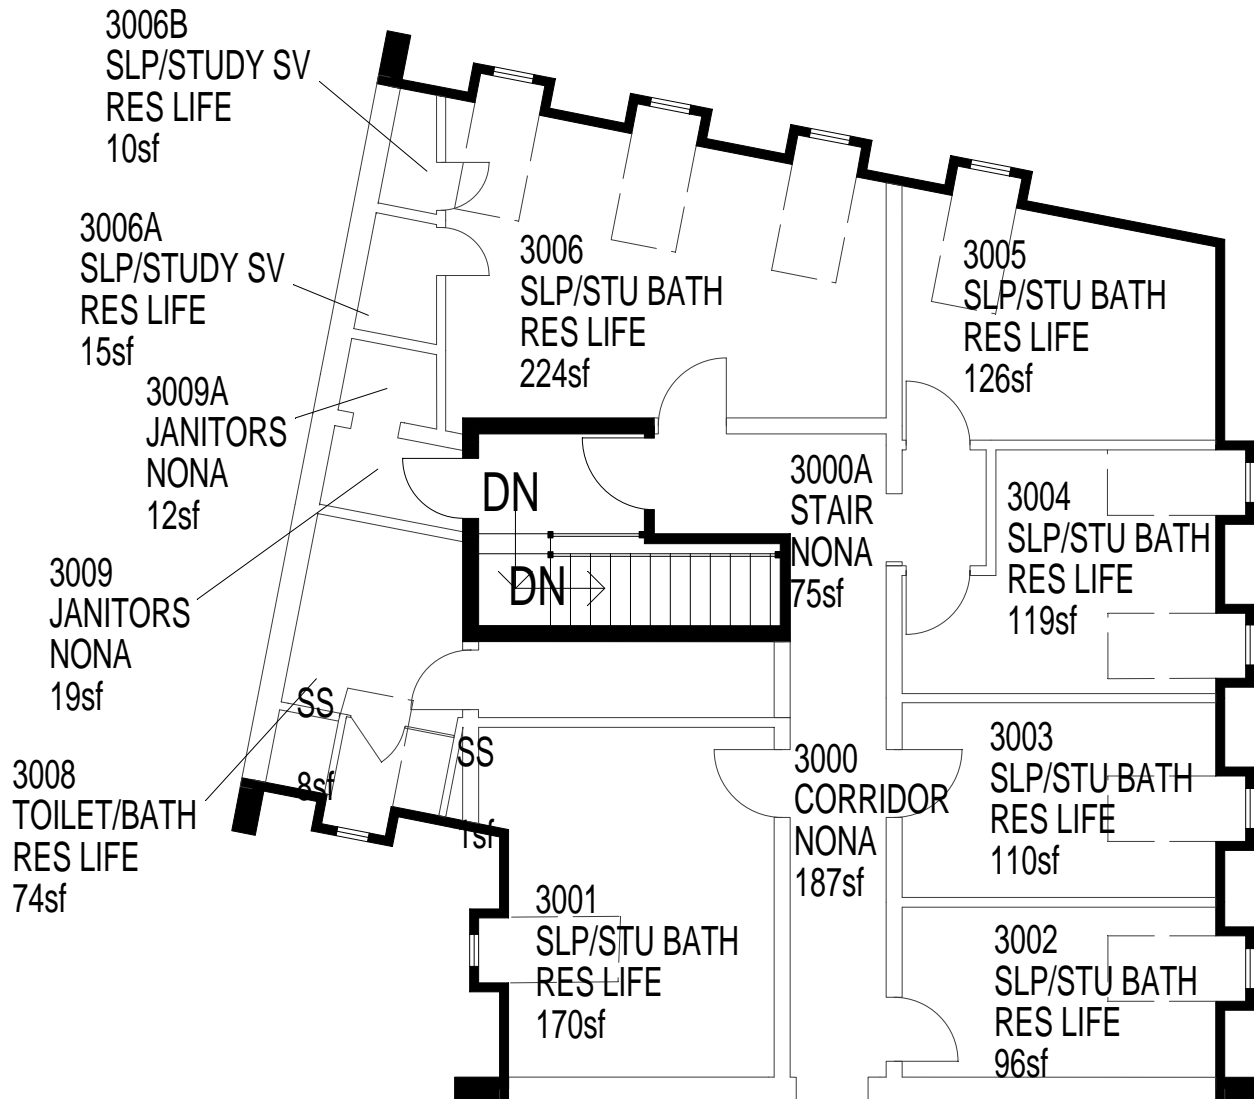 3006B
SLP/STUDY SV
RES LIFE
10sf
3006A
SLP/STUDY SV
RES LIFE
15sf
3006
SLP/STU BATH
RES LIFE
224sf
3005
SLP/STU BATH
RES LIFE
126sf
3009A
JANITORS
NONA
12sf
DN
DN
3000A
STAIR
NONA
75sf
3004
SLP/STU BATH
RES LIFE
119sf
3009
JANITORS
NONA
19sf
SS
8sf
SS
1sf
3008
TOILET/BATH
RES LIFE
74sf
3000
CORRIDOR
NONA
187sf
3003
SLP/STU BATH
RES LIFE
110sf
3001
SLP/STU BATH
RES LIFE
170sf
3002
SLP/STU BATH
RES LIFE
96sf